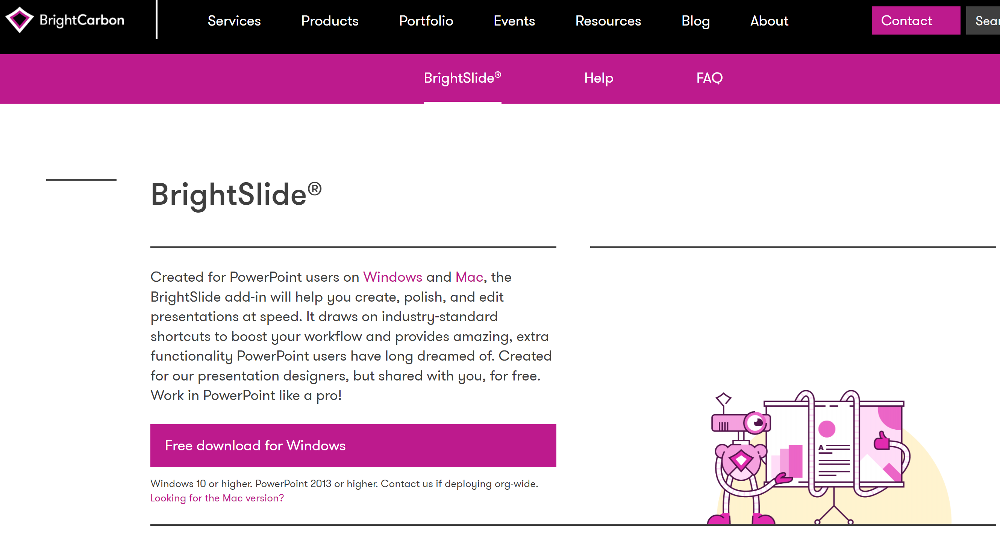 BrightCarbon
Services Products Portfolio Events Resources Blog About Contact
BrightSlide® Help FAQ
BrightSlide®
Created for PowerPoint users on Windows and Mac, the
BrightSlide add-in will help you create, polish, and edit
presentations at speed. It draws on industry-standard
shortcuts to boost your workflow and provides amazing, extra
functionality PowerPoint users have long dreamed of. Created
for our presentation designers, but shared with you, for free.
Work in PowerPoint like a pro!
A
Free download for Windows
Windows 10 or higher. PowerPoint 2013 or higher. Contact us if deploying org-wide.
Looking for the Mac version?